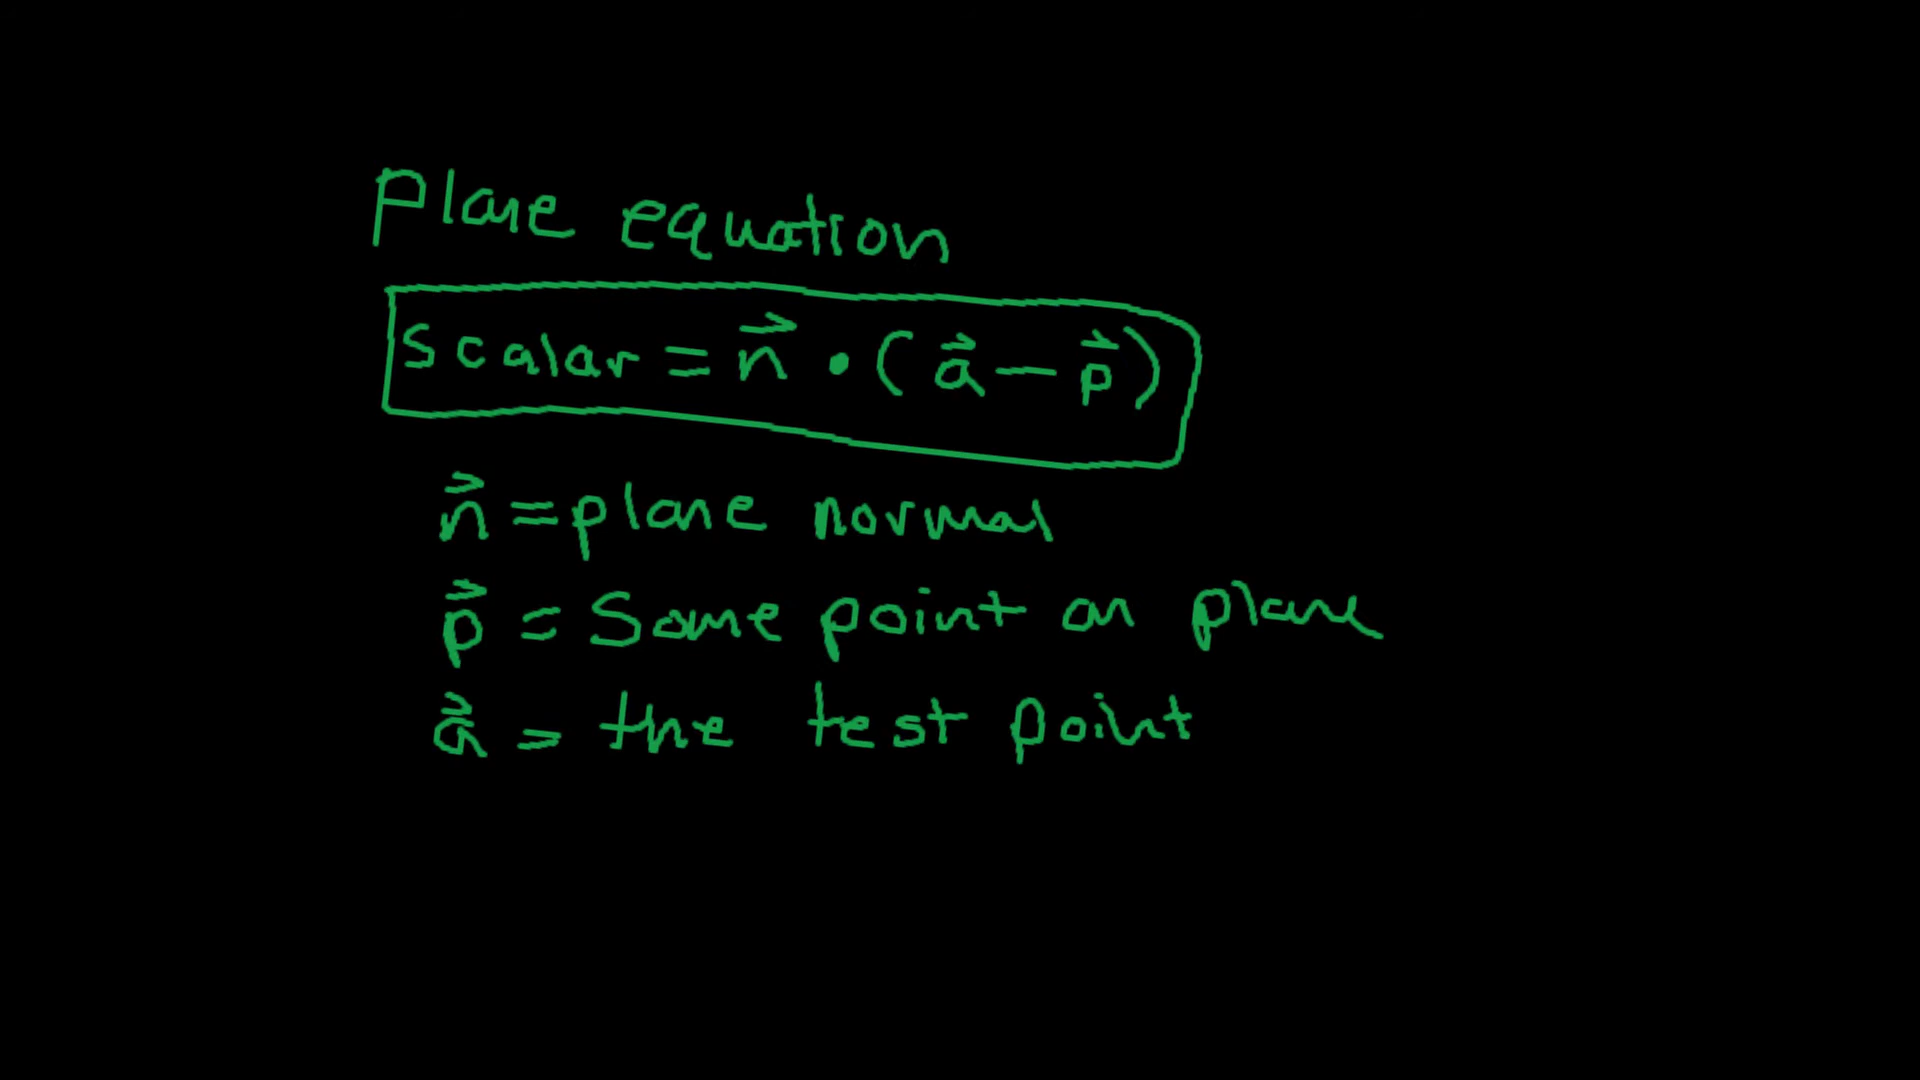 Plane equation
scalar = n⃗ • (a⃗ − p⃗)
n⃗ = plane normal
p⃗ = Some point on plane
a⃗ = the test point